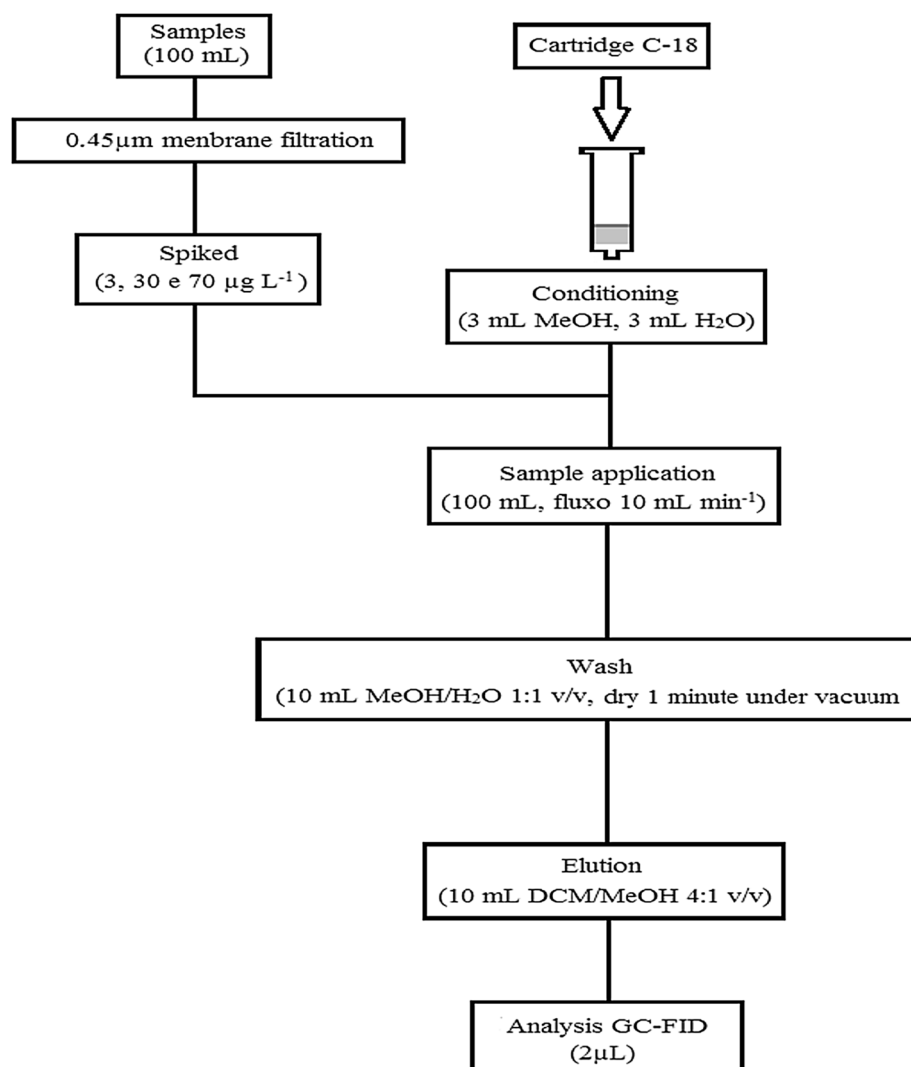 Samples
(100 mL)
0.45µm menbrane filtration
Spiked
(3, 30 e 70 µg L⁻¹)
Cartridge C-18
Conditioning
(3 mL MeOH, 3 mL H₂O)
Sample application
(100 mL, fluxo 10 mL min⁻¹)
Wash
(10 mL MeOH/H₂O 1:1 v/v, dry 1 minute under vacuum
Elution
(10 mL DCM/MeOH 4:1 v/v)
Analysis GC-FID
(2µL)